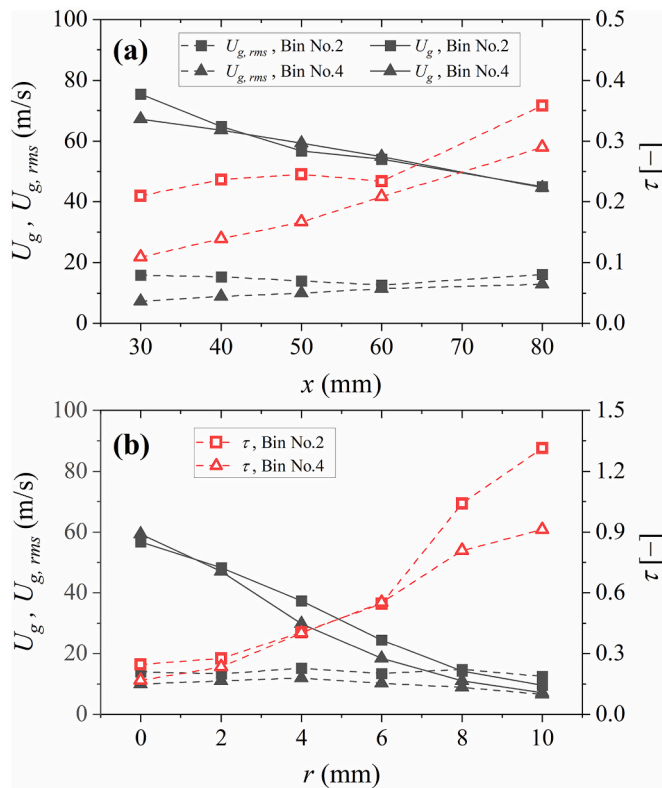 (a)
U_g,rms , Bin No.2
U_g , Bin No.2
U_g,rms , Bin No.4
U_g , Bin No.4
100
80
60
40
20
0
U_g , U_g,rms (m/s)
0.5
0.4
0.3
0.2
0.1
0.0
τ [−]
30 40 50 60 70 80
x (mm)
(b)
τ, Bin No.2
τ, Bin No.4
100
80
60
40
20
0
U_g , U_g,rms (m/s)
1.5
1.2
0.9
0.6
0.3
0.0
τ [−]
0 2 4 6 8 10
r (mm)